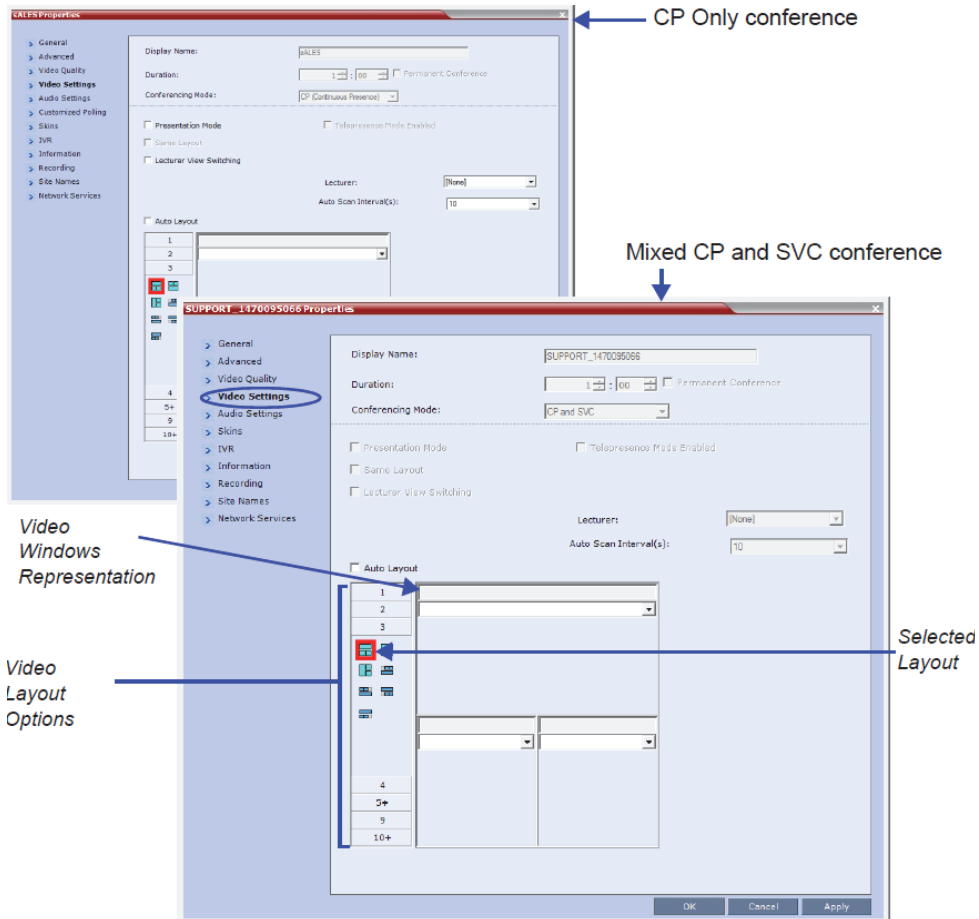 sALES Properties
CP Only conference
General
Advanced
Video Quality
Video Settings
Audio Settings
Customized Polling
Skins
IVR
Information
Recording
Site Names
Network Services
Display Name:
sALES
Duration:
1 : 00
Permanent Conference
Conferencing Mode:
CP (Continuous Presence)
Presentation Mode
Telepresence Mode Enabled
Same Layout
Lecturer View Switching
Lecturer:
[None]
Auto Scan Interval(s):
10
Auto Layout
1
2
3
4
5+
9
10+
Mixed CP and SVC conference
SUPPORT_1470095066 Properties
General
Advanced
Video Quality
Video Settings
Audio Settings
Skins
IVR
Information
Recording
Site Names
Network Services
Display Name:
SUPPORT_1470095066
Duration:
1 : 00
Permanent Conference
Conferencing Mode:
CP and SVC
Presentation Mode
Telepresence Mode Enabled
Same Layout
Lecturer View Switching
Lecturer:
[None]
Auto Scan Interval(s):
10
Auto Layout
1
2
3
4
5+
9
10+
Video
Windows
Representation
Video
Layout
Options
Selected
Layout
OK
Cancel
Apply